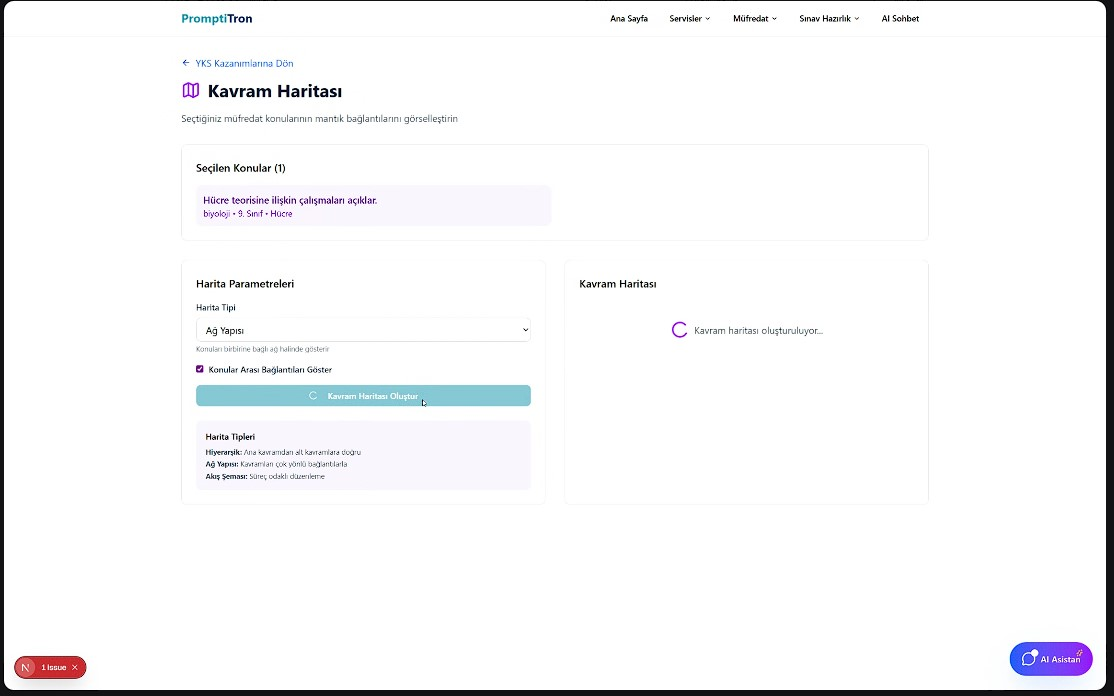 PromptiTron
Ana Sayfa Servisler Müfredat Sınav Hazırlık AI Sohbet
← YKS Kazanımlarına Dön
Kavram Haritası
Seçtiğiniz müfredat konularının mantık bağlantılarını görselleştirin
Seçilen Konular (1)
Hücre teorisine ilişkin çalışmaları açıklar.
biyoloji • 9. Sınıf • Hücre
Harita Parametreleri
Harita Tipi
Ağ Yapısı
Konuları birbirine bağlı ağ halinde gösterir
Konular Arası Bağlantıları Göster
Kavram Haritası Oluştur
Harita Tipleri
Hiyerarşik: Ana kavramdan alt kavramlara doğru
Ağ Yapısı: Kavramları çok yönlü bağlantılarla
Akış Şeması: Süreç odaklı düzenleme
Kavram Haritası
Kavram haritası oluşturuluyor...
N 1 Issue ×
AI Asistan